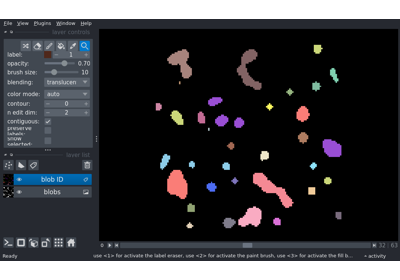 File View Plugins Window Help
layer controls
label: 1
opacity: 0.70
brush size: 10
blending: translucen
color mode: auto
contour: 0
n edit dim: 2
contiguous:
preserve labels:
show selected:
layer list
blob ID
blobs
32 63
Ready
use <1> for activate the label eraser, use <2> for activate the paint brush, use <3> for activate the fill b...
activity